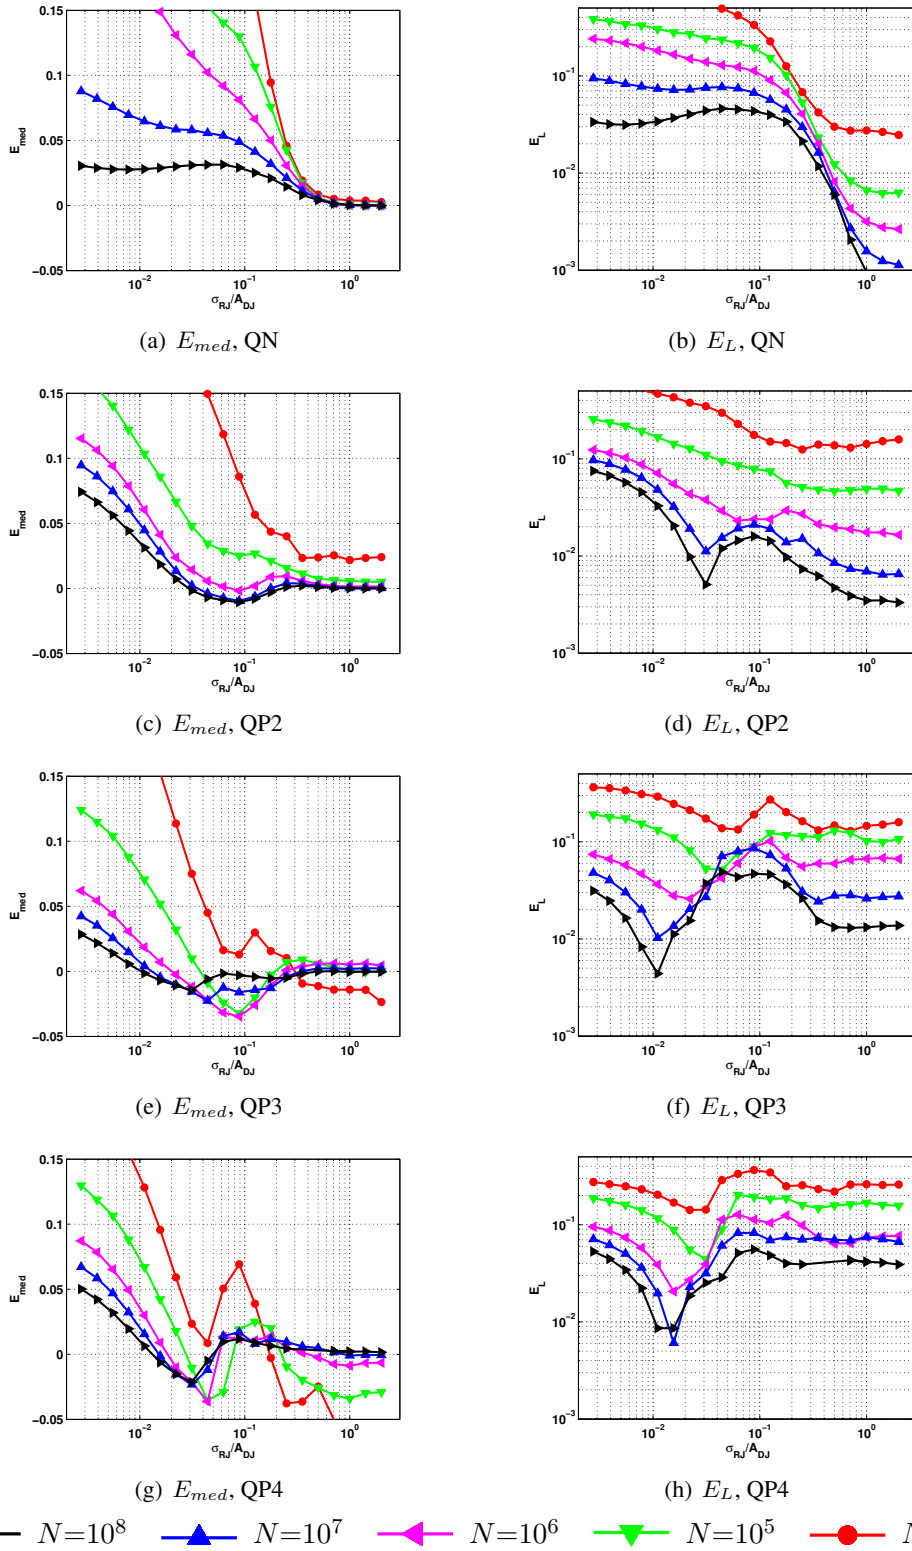 0.15
0.1
0.05
0
−0.05
E_med
10^−2
10^−1
10^0
σ_RJ/A_DJ
(a) E_med, QN
10^−1
10^−2
10^−3
E_L
10^−2
10^−1
10^0
σ_RJ/A_DJ
(b) E_L, QN
0.15
0.1
0.05
0
−0.05
E_med
10^−2
10^−1
10^0
σ_RJ/A_DJ
(c) E_med, QP2
10^−1
10^−2
10^−3
E_L
10^−2
10^−1
10^0
σ_RJ/A_DJ
(d) E_L, QP2
0.15
0.1
0.05
0
−0.05
E_med
10^−2
10^−1
10^0
σ_RJ/A_DJ
(e) E_med, QP3
10^−1
10^−2
10^−3
E_L
10^−2
10^−1
10^0
σ_RJ/A_DJ
(f) E_L, QP3
0.15
0.1
0.05
0
−0.05
E_med
10^−2
10^−1
10^0
σ_RJ/A_DJ
(g) E_med, QP4
10^−1
10^−2
10^−3
E_L
10^−2
10^−1
10^0
σ_RJ/A_DJ
(h) E_L, QP4
N=10^8 N=10^7 N=10^6 N=10^5